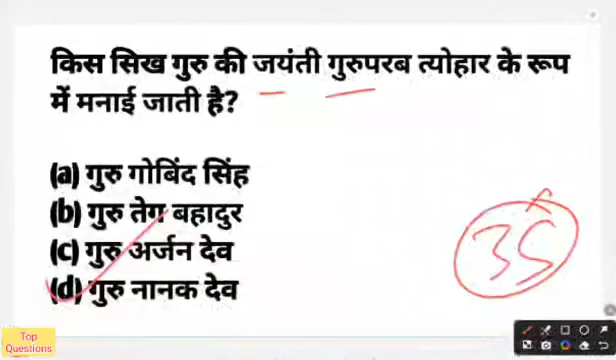 किस सिख गुरु की जयंती गुरुपरब त्योहार के रूप
में मनाई जाती है?
(a) गुरु गोबिंद सिंह
(b) गुरु तेग बहादुर
(c) गुरु अर्जन देव
(d) गुरु नानक देव
35
Top
Questions